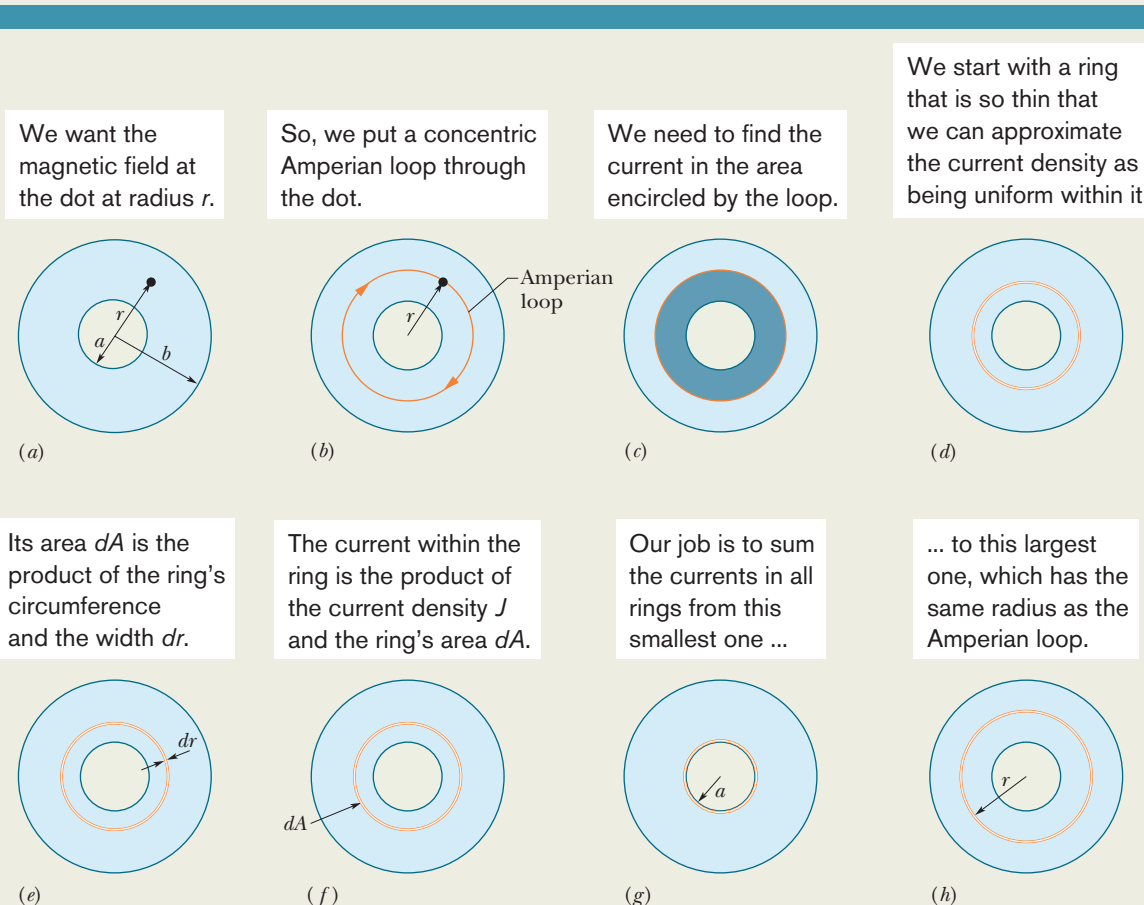 We want the
magnetic field at
the dot at radius r.
So, we put a concentric
Amperian loop through
the dot.
We need to find the
current in the area
encircled by the loop.
We start with a ring
that is so thin that
we can approximate
the current density as
being uniform within it
r
a
b
(a)
Amperian
loop
r
(b)
(c)
(d)
Its area dA is the
product of the ring’s
circumference
and the width dr.
The current within the
ring is the product of
the current density J
and the ring’s area dA.
Our job is to sum
the currents in all
rings from this
smallest one ...
... to this largest
one, which has the
same radius as the
Amperian loop.
dr
(e)
dA
(f)
a
(g)
r
(h)